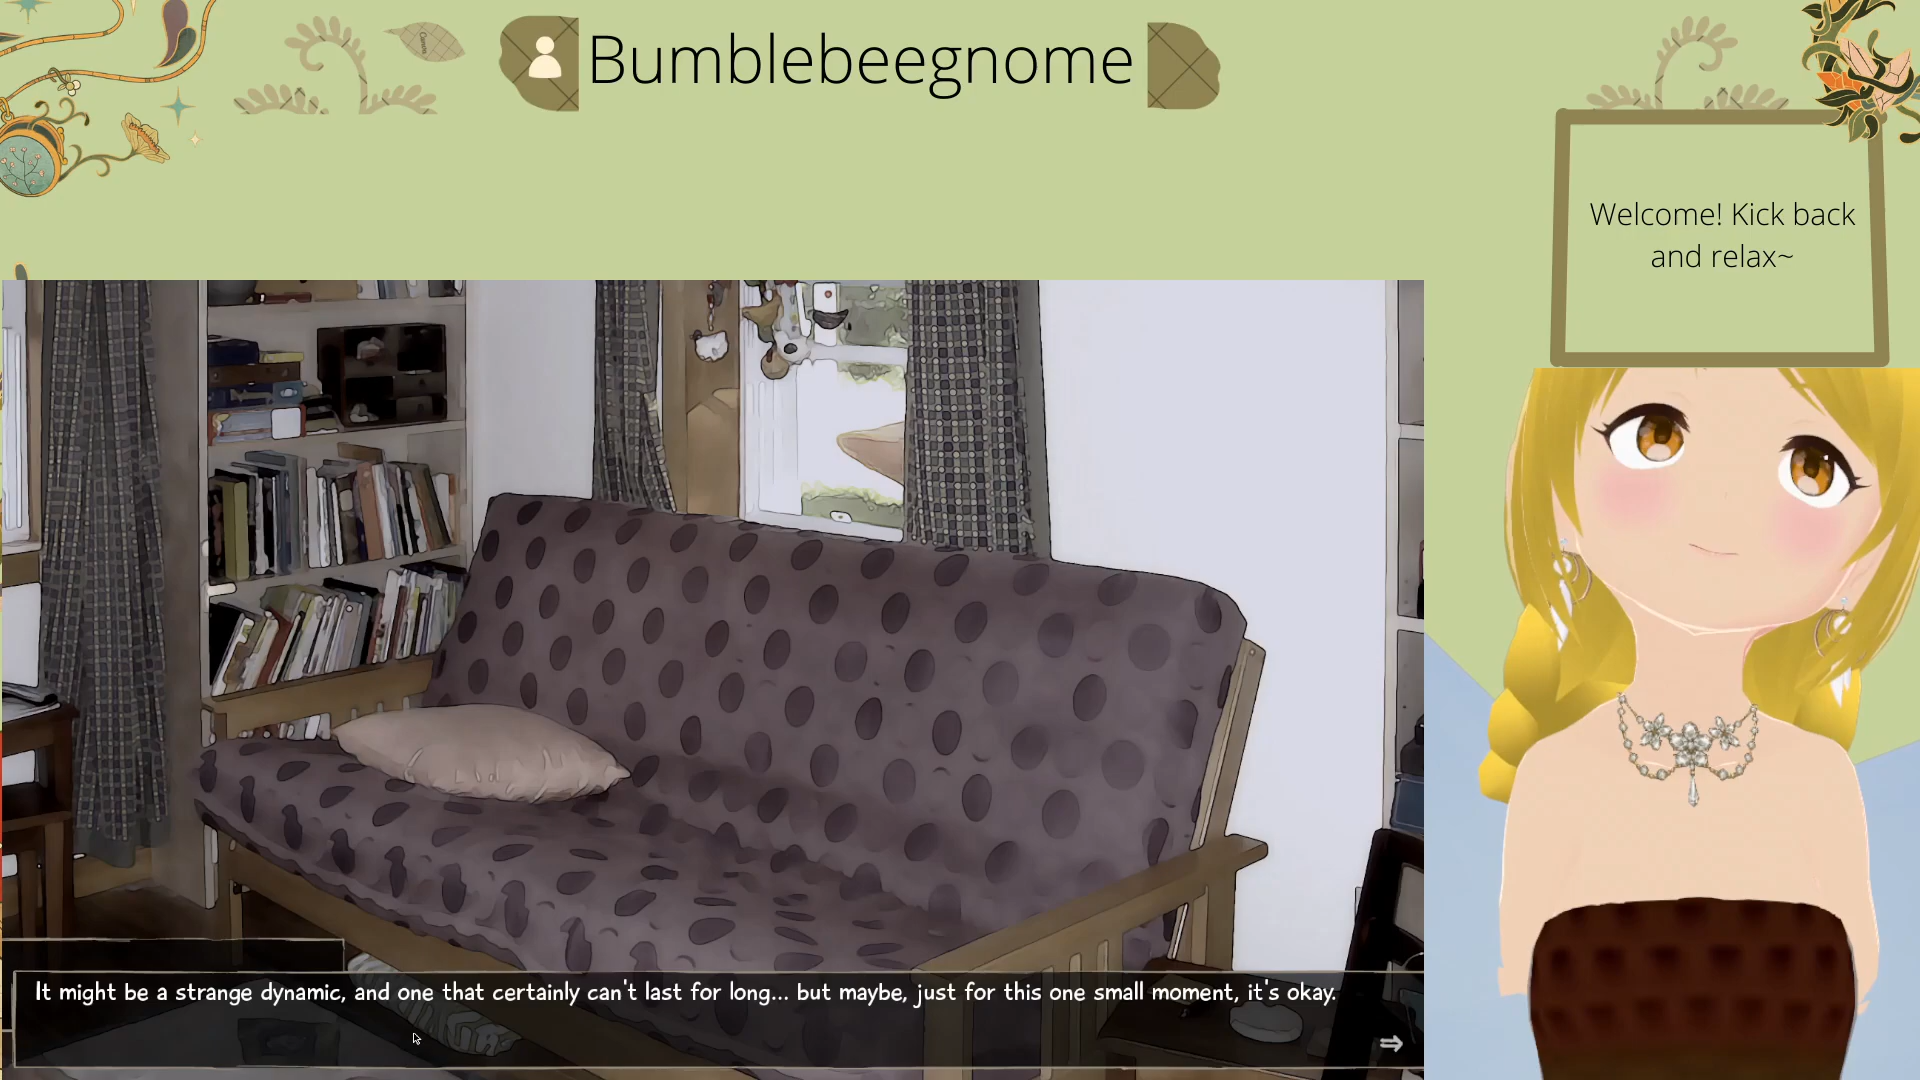 Bumblebeegnome
Welcome! Kick back
and relax~
It might be a strange dynamic, and one that certainly can't last for long... but maybe, just for this one small moment, it's okay.